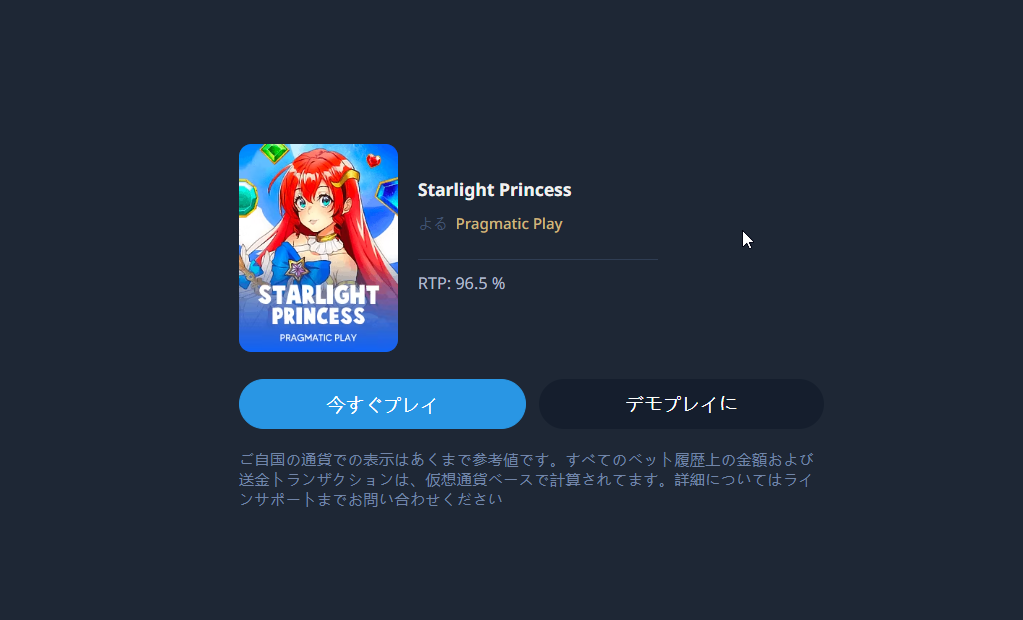 STARLIGHT
PRINCESS
PRAGMATIC PLAY
Starlight Princess
よる Pragmatic Play
RTP: 96.5 %
今すぐプレイ
デモプレイに
ご自国の通貨での表示はあくまで参考値です。すべてのベット履歴上の金額および
送金トランザクションは、仮想通貨ベースで計算されてます。詳細についてはライ
ンサポートまでお問い合わせください